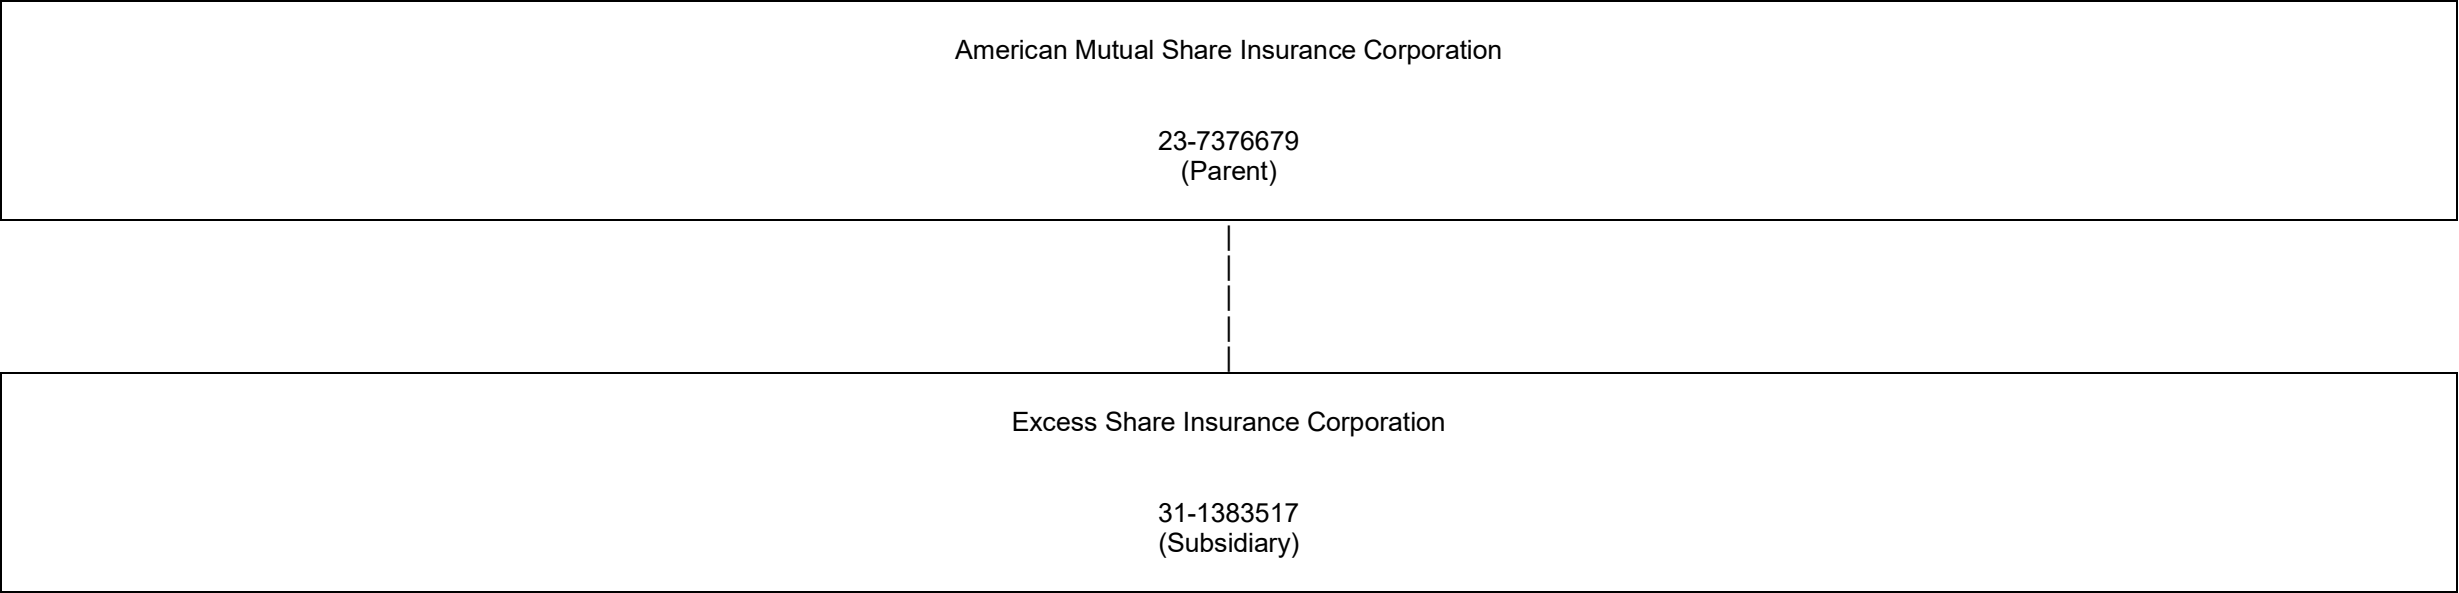 American Mutual Share Insurance Corporation
23-7376679
(Parent)
Excess Share Insurance Corporation
31-1383517
(Subsidiary)